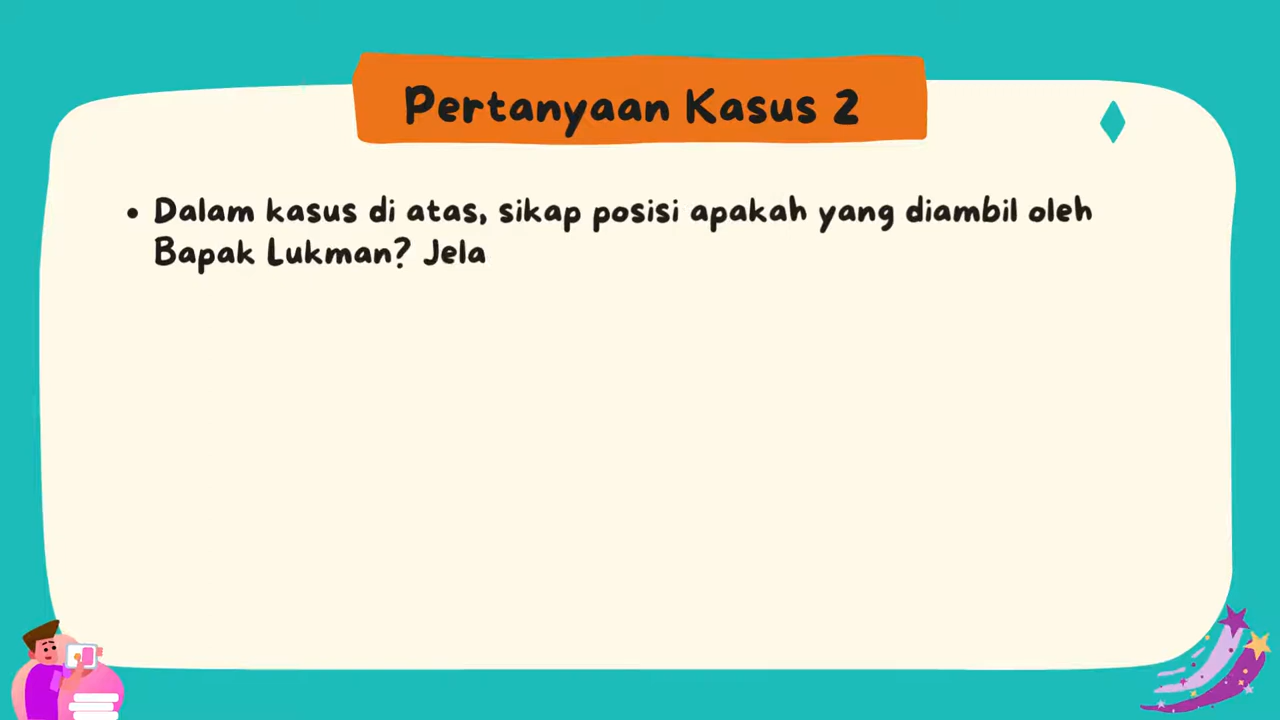 Pertanyaan Kasus 2
• Dalam kasus di atas, sikap posisi apakah yang diambil oleh
Bapak Lukman? Jela